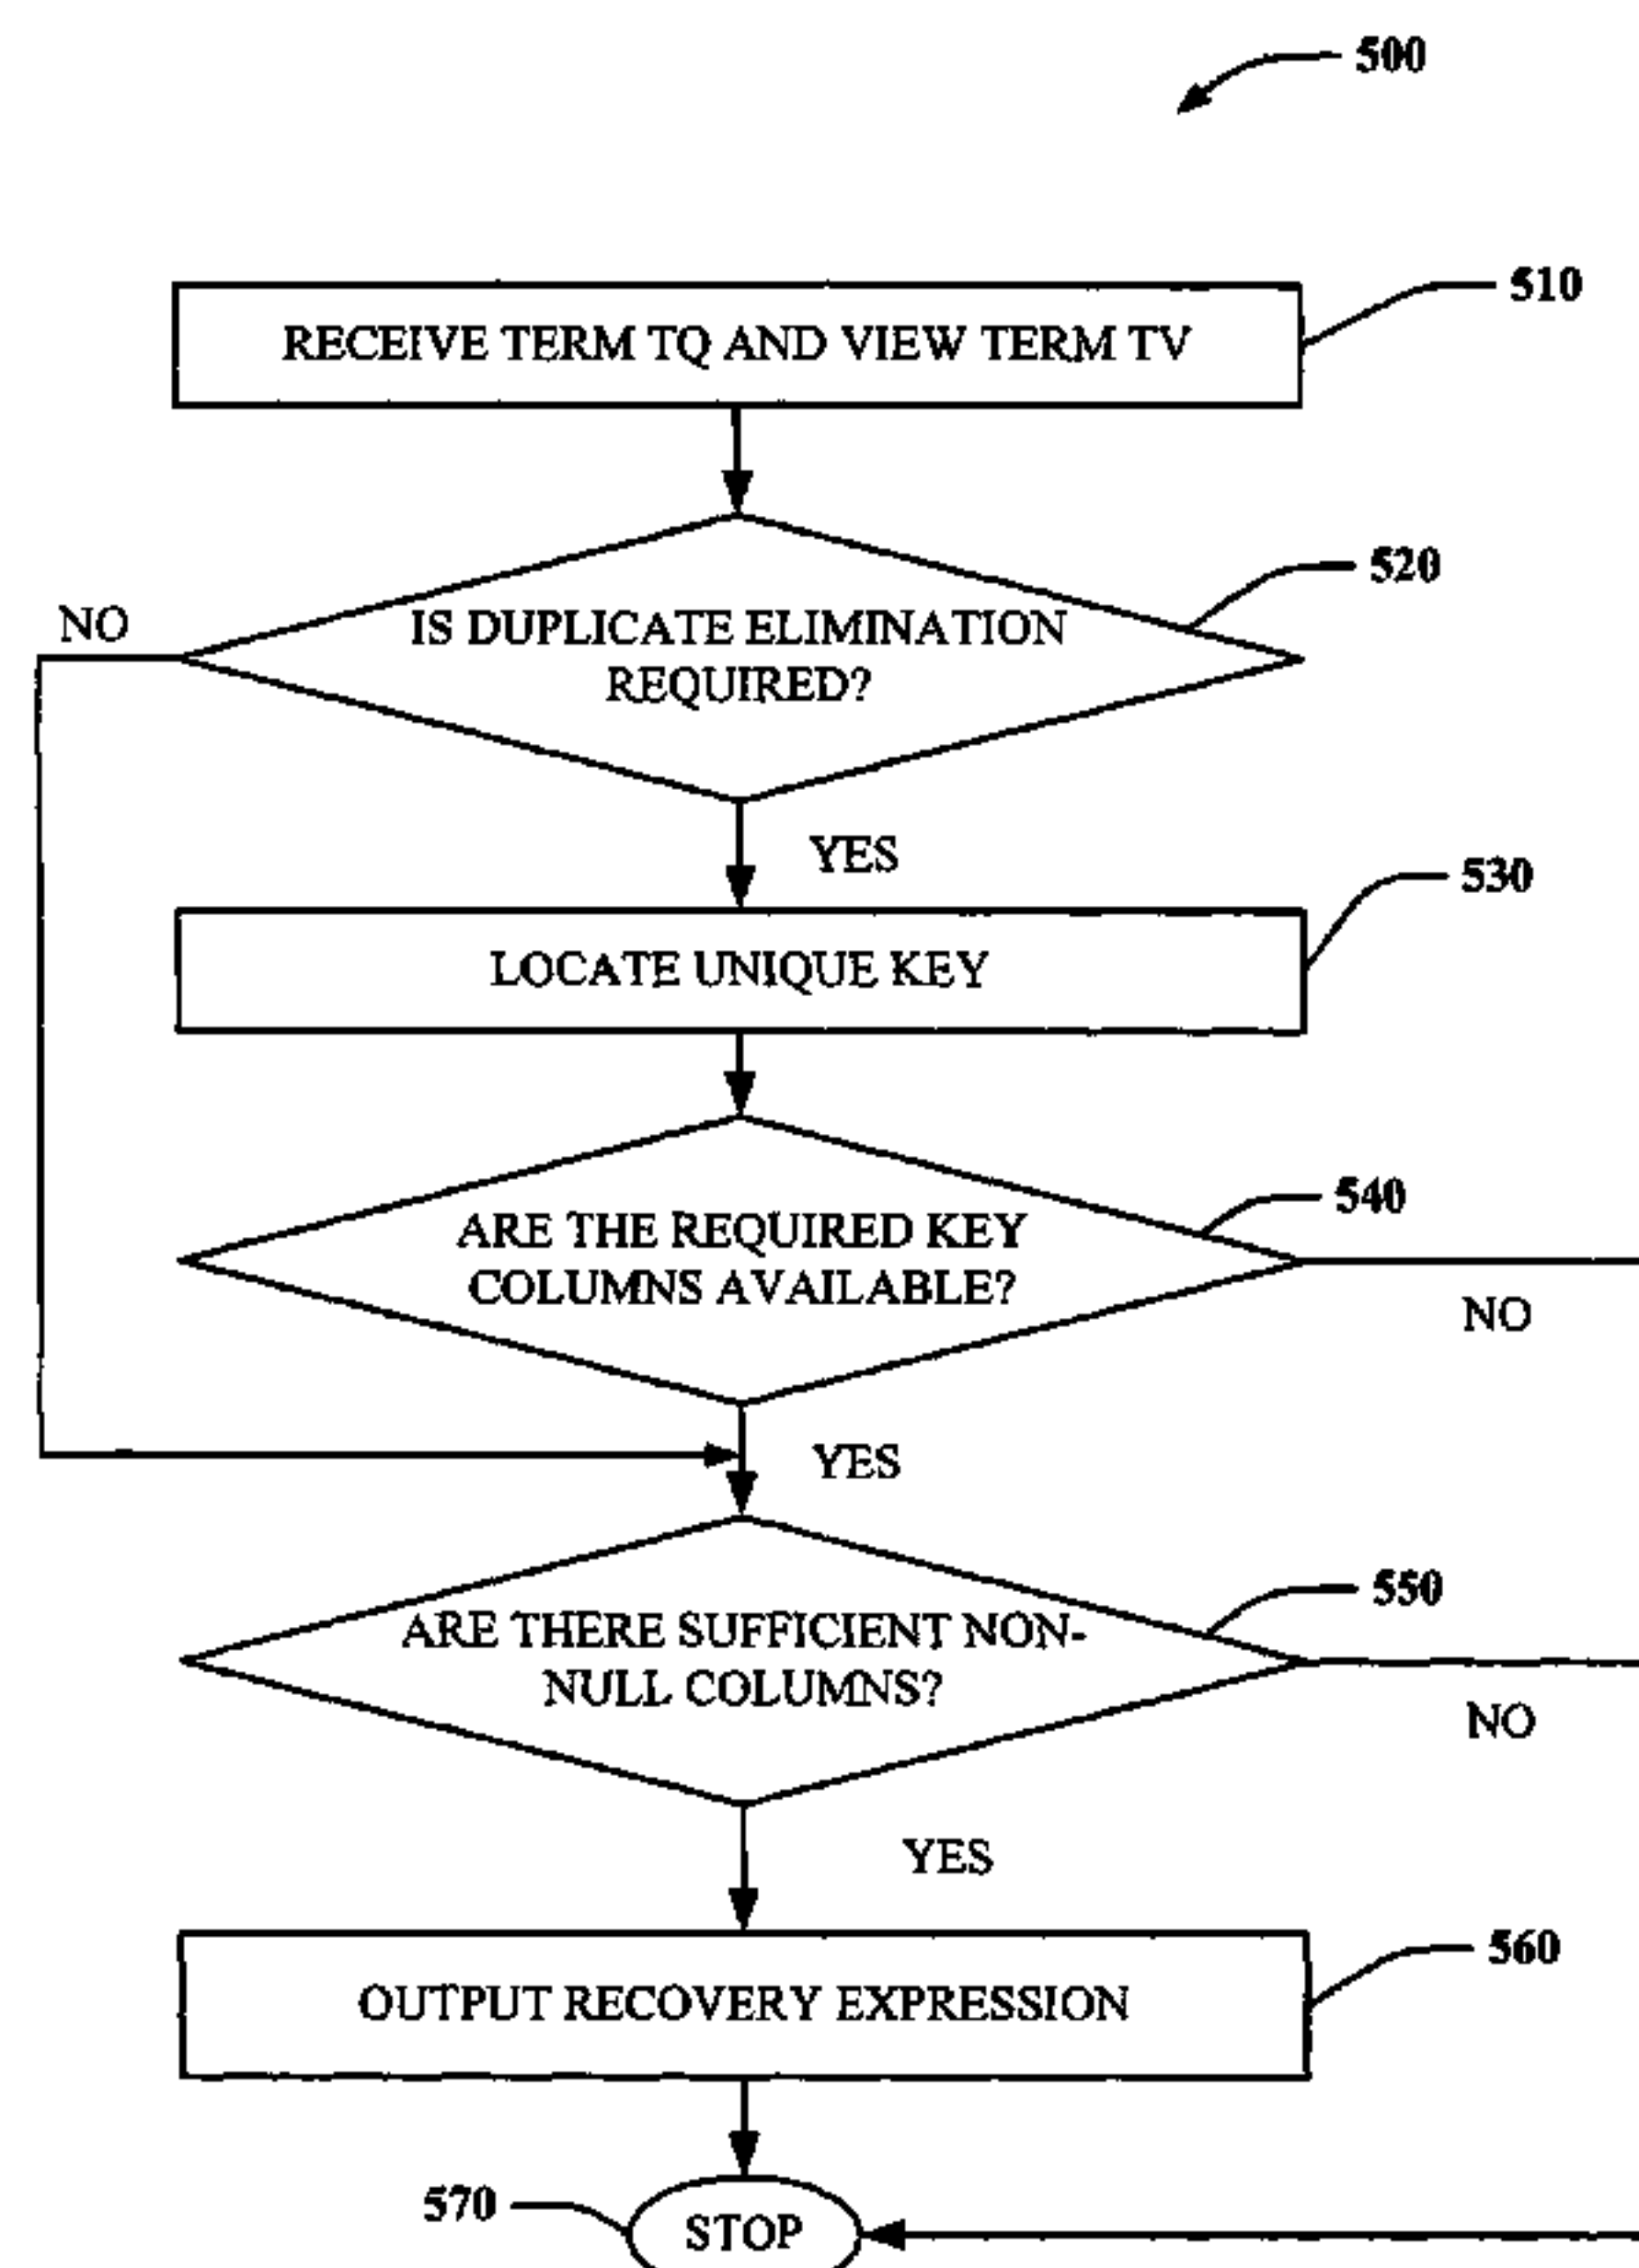 500
510
RECEIVE TERM TQ AND VIEW TERM TV
520
NO
IS DUPLICATE ELIMINATION
REQUIRED?
YES
530
LOCATE UNIQUE KEY
540
ARE THE REQUIRED KEY
COLUMNS AVAILABLE?
NO
YES
550
ARE THERE SUFFICIENT NON-
NULL COLUMNS?
NO
YES
560
OUTPUT RECOVERY EXPRESSION
570
STOP